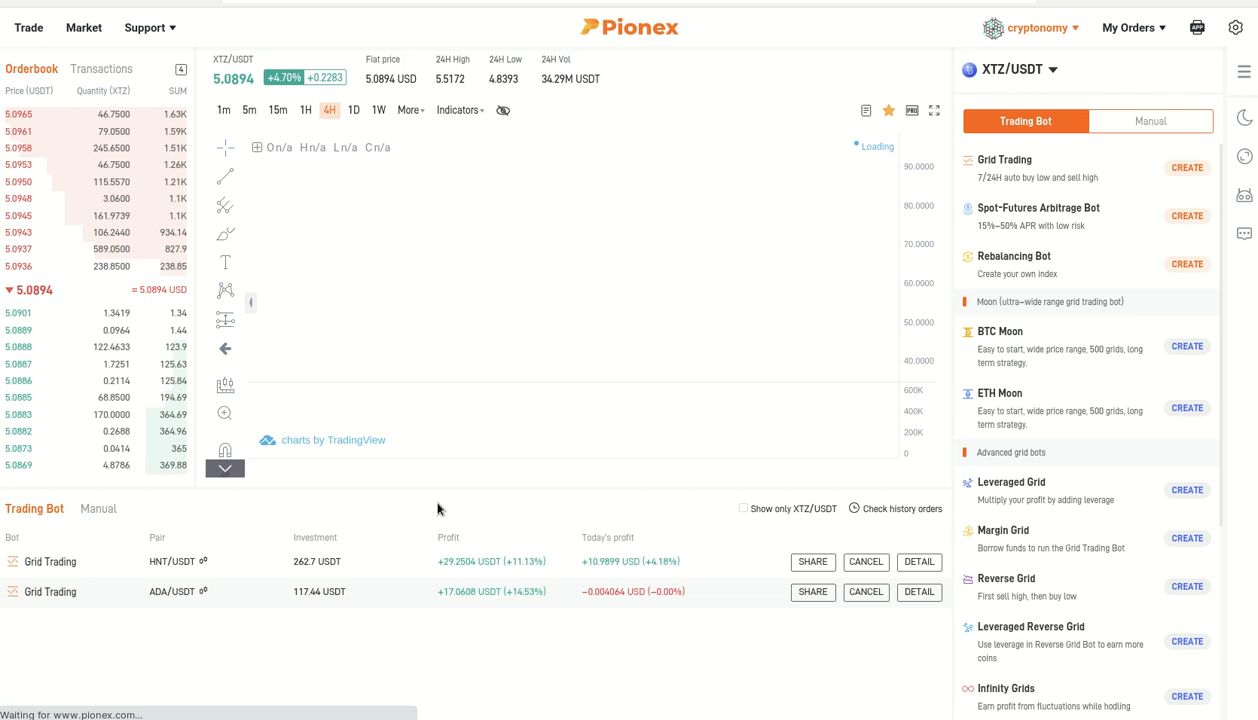 Trade Market Support
Pionex
cryptonomy My Orders APP
Orderbook Transactions 4
Price (USDT) Quantity (XTZ) SUM
5.0965 46.7500 1.63K
5.0961 79.0500 1.59K
5.0958 245.6500 1.51K
5.0953 46.7500 1.26K
5.0950 115.5570 1.21K
5.0948 3.0600 1.1K
5.0945 161.9739 1.1K
5.0943 106.2440 934.14
5.0937 589.0500 827.9
5.0936 238.8500 238.85
5.0894 = 5.0894 USD
5.0901 1.3419 1.34
5.0889 0.0964 1.44
5.0888 122.4633 123.9
5.0887 1.7251 125.63
5.0886 0.2114 125.84
5.0885 68.8500 194.69
5.0883 170.0000 364.69
5.0882 0.2688 364.96
5.0873 0.0414 365
5.0869 4.8786 369.88
XTZ/USDT Fiat price 24H High 24H Low 24H Vol
5.0894 +4.70% +0.2283 5.0894 USD 5.5172 4.8393 34.29M USDT
1m 5m 15m 1H 4H 1D 1W More Indicators PRO
On/a Hn/a Ln/a Cn/a Loading
90.0000
80.0000
70.0000
60.0000
50.0000
40.0000
600K
400K
200K
0
charts by TradingView
XTZ/USDT
Trading Bot Manual
Grid Trading
7/24H auto buy low and sell high
CREATE
Spot-Futures Arbitrage Bot
15%–50% APR with low risk
CREATE
Rebalancing Bot
Create your own index
CREATE
Moon (ultra-wide range grid trading bot)
BTC Moon
Easy to start, wide price range, 500 grids, long
term strategy.
CREATE
ETH Moon
Easy to start, wide price range, 500 grids, long
term strategy.
CREATE
Advanced grid bots
Leveraged Grid
Multiply your profit by adding leverage
CREATE
Margin Grid
Borrow funds to run the Grid Trading Bot
CREATE
Reverse Grid
First sell high, then buy low
CREATE
Leveraged Reverse Grid
Use leverage in Reverse Grid Bot to earn more
coins
CREATE
Infinity Grids
Earn profit from fluctuations while hodling
CREATE
Trading Bot Manual Show only XTZ/USDT Check history orders
Bot Pair Investment Profit Today's profit
Grid Trading HNT/USDT 262.7 USDT +29.2504 USDT (+11.13%) +10.9899 USD (+4.18%) SHARE CANCEL DETAIL
Grid Trading ADA/USDT 117.44 USDT +17.0608 USDT (+14.53%) −0.004064 USD (−0.00%) SHARE CANCEL DETAIL
Waiting for www.pionex.com...